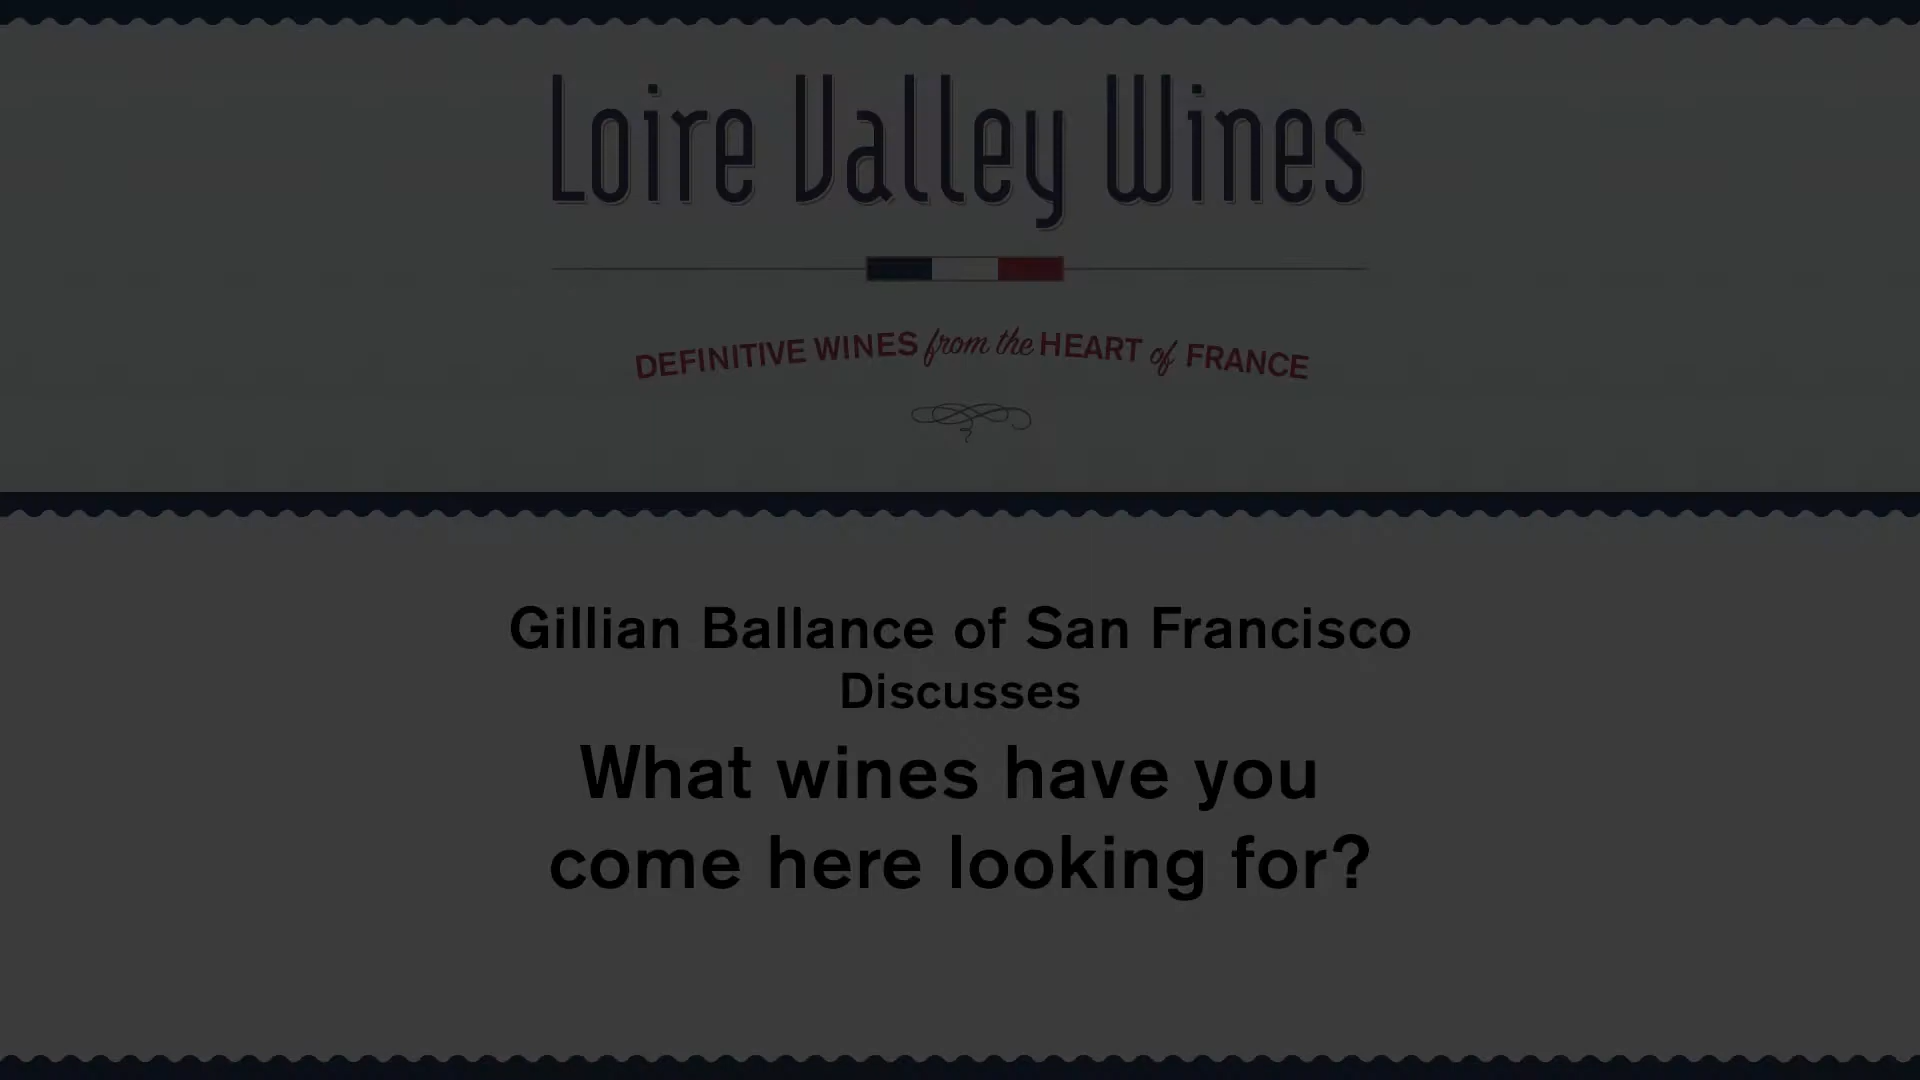 Loire Valley Wines
DEFINITIVE WINES from the HEART of FRANCE
Gillian Ballance of San Francisco
Discusses
What wines have you
come here looking for?